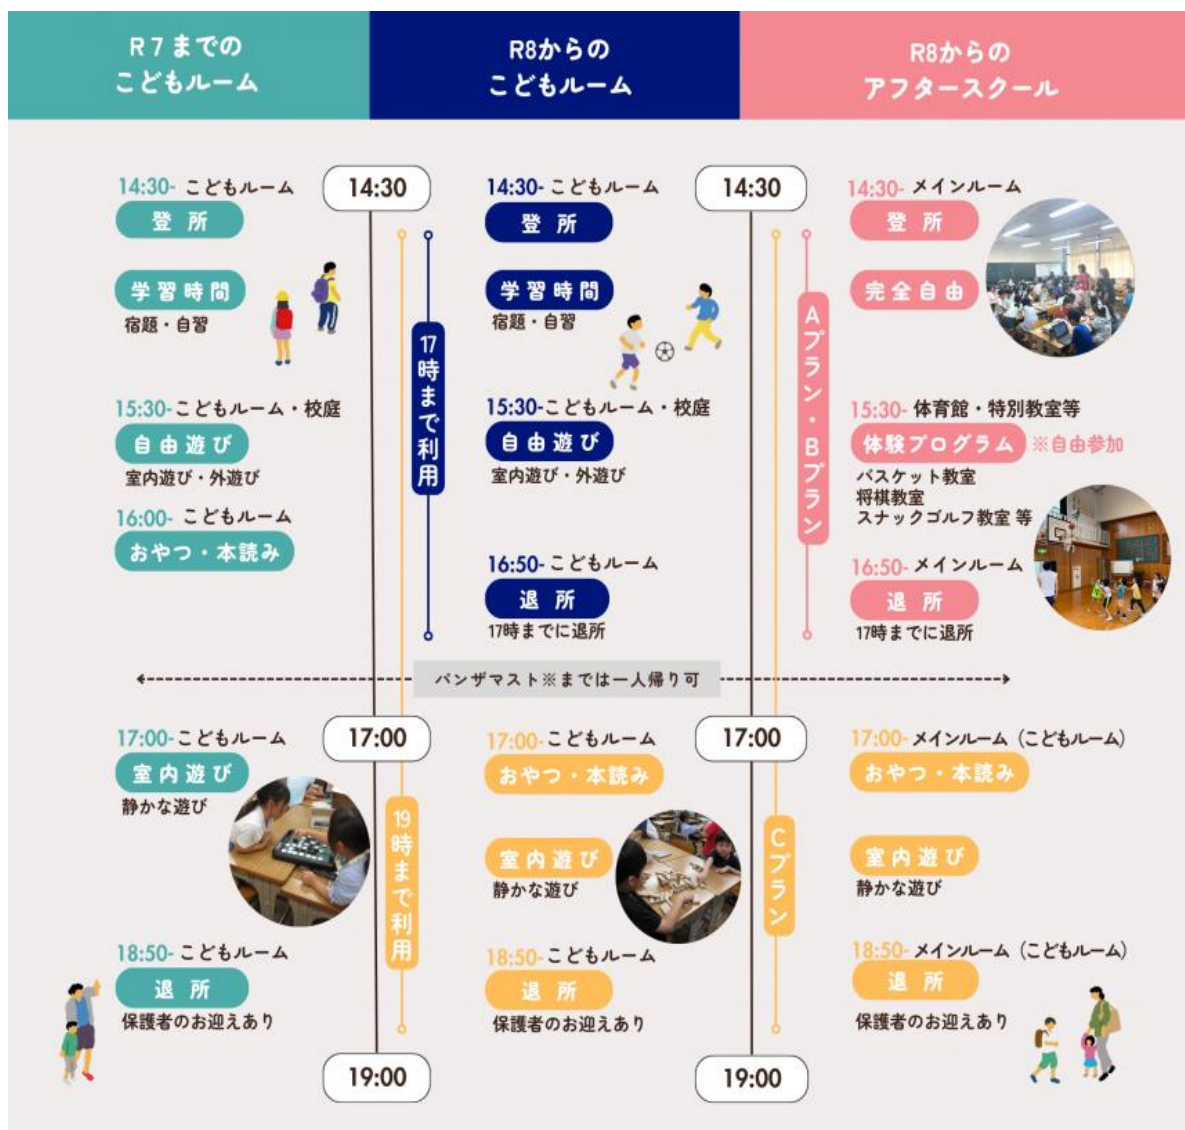 R7までの
こどもルーム
R8からの
こどもルーム
R8からの
アフタースクール
14:30- こどもルーム
登所
学習時間
宿題・自習
15:30-こどもルーム・校庭
自由遊び
室内遊び・外遊び
16:00- こどもルーム
おやつ・本読み
17:00-こどもルーム
室内遊び
静かな遊び
18:50-こどもルーム
退所
保護者のお迎えあり
14:30
17:00
19:00
17時まで利用
19時まで利用
14:30- こどもルーム
登所
学習時間
宿題・自習
15:30-こどもルーム・校庭
自由遊び
室内遊び・外遊び
16:50-こどもルーム
退所
17時までに退所
バンザマスト※までは一人帰り可
17:00-こどもルーム
おやつ・本読み
室内遊び
静かな遊び
18:50-こどもルーム
退所
保護者のお迎えあり
14:30
17:00
19:00
Aプラン・Bプラン
Cプラン
14:30- メインルーム
登所
完全自由
15:30- 体育館・特別教室等
体験プログラム ※自由参加
バスケット教室
将棋教室
スナックゴルフ教室 等
16:50- メインルーム
退所
17時までに退所
17:00- メインルーム(こどもルーム)
おやつ・本読み
室内遊び
静かな遊び
18:50- メインルーム(こどもルーム)
退所
保護者のお迎えあり